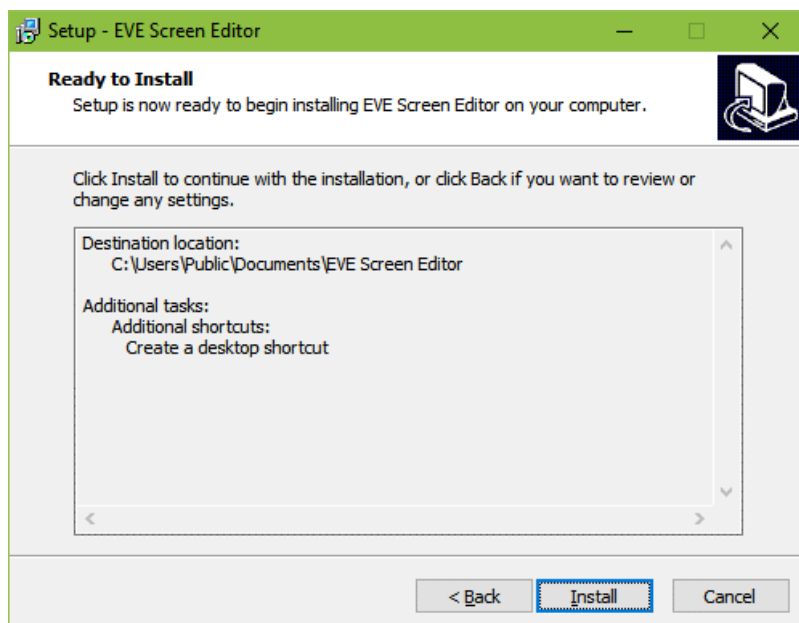 Setup - EVE Screen Editor
Ready to Install
Setup is now ready to begin installing EVE Screen Editor on your computer.
Click Install to continue with the installation, or click Back if you want to review or
change any settings.
Destination location:
C:\Users\Public\Documents\EVE Screen Editor
Additional tasks:
Additional shortcuts:
Create a desktop shortcut
< Back
Install
Cancel